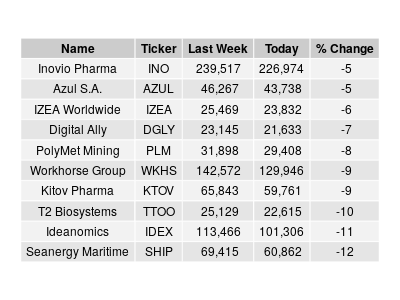 Name Ticker Last Week Today % Change
Inovio Pharma INO 239,517 226,974 -5
Azul S.A. AZUL 46,267 43,738 -5
IZEA Worldwide IZEA 25,469 23,832 -6
Digital Ally DGLY 23,145 21,633 -7
PolyMet Mining PLM 31,898 29,408 -8
Workhorse Group WKHS 142,572 129,946 -9
Kitov Pharma KTOV 65,843 59,761 -9
T2 Biosystems TTOO 25,129 22,615 -10
Ideanomics IDEX 113,466 101,306 -11
Seanergy Maritime SHIP 69,415 60,862 -12